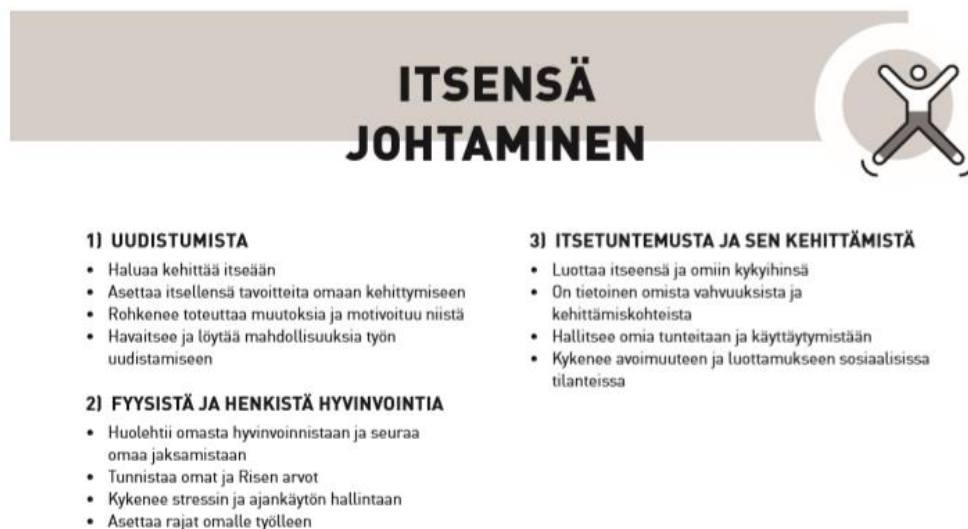 ITSENSÄ
JOHTAMINEN
1) UUDISTUMISTA
• Haluaa kehittää itseään
• Asettaa itsellensä tavoitteita omaan kehittymiseen
• Rohkenee toteuttaa muutoksia ja motivoituu niistä
• Havaitsee ja löytää mahdollisuuksia työn
uudistamiseen
2) FYYSISTÄ JA HENKISTÄ HYVINVOINTIA
• Huolehtii omasta hyvinvoinnistaan ja seuraa
omaa jaksamistaan
• Tunnistaa omat ja Risen arvot
• Kykenee stressin ja ajankäytön hallintaan
• Asettaa rajat omalle työlleen
3) ITSETUNTEMUSTA JA SEN KEHITTÄMISTÄ
• Luottaa itseensä ja omiin kykyihinsä
• On tietoinen omista vahvuuksista ja
kehittämiskohteista
• Hallitsee omia tunteitaan ja käyttäytymistään
• Kykenee avoimuuteen ja luottamukseen sosiaalisissa
tilanteissa